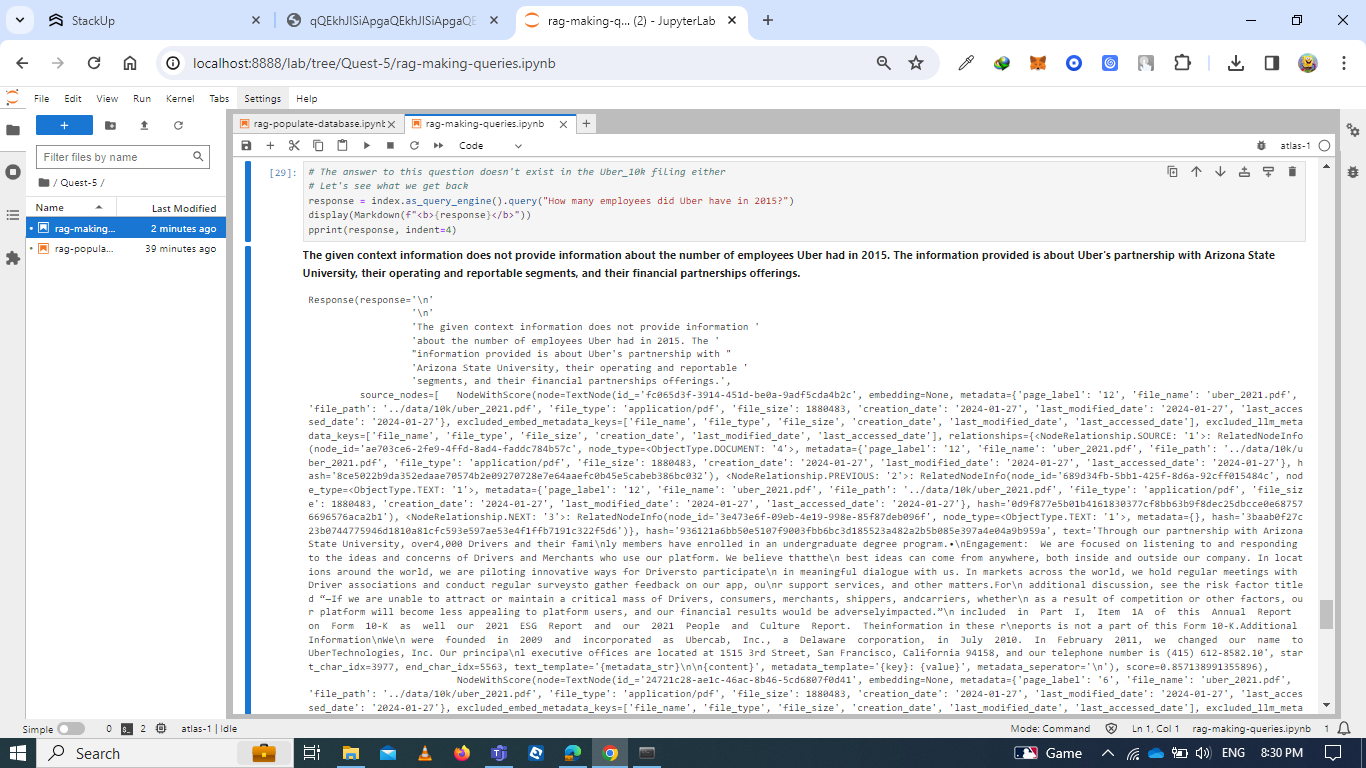 StackUp
qQEkhJISiApgaQEkhJISiApgaQE
rag-making-q... (2) - JupyterLab
localhost:8888/lab/tree/Quest-5/rag-making-queries.ipynb
File Edit View Run Kernel Tabs Settings Help
rag-populate-database.ipynb
rag-making-queries.ipynb
Filter files by name
Code
atlas-1
/ Quest-5 /
Name Last Modified
rag-making... 2 minutes ago
rag-popula... 39 minutes ago
[29]:
# The answer to this question doesn't exist in the Uber_10k filing either
# Let's see what we get back
response = index.as_query_engine().query("How many employees did Uber have in 2015?")
display(Markdown(f"<b>{response}</b>"))
pprint(response, indent=4)
The given context information does not provide information about the number of employees Uber had in 2015. The information provided is about Uber's partnership with Arizona State
University, their operating and reportable segments, and their financial partnerships offerings.
Response(response='\n'
'\n'
'The given context information does not provide information '
'about the number of employees Uber had in 2015. The '
"information provided is about Uber's partnership with "
'Arizona State University, their operating and reportable '
'segments, and their financial partnerships offerings.',
source_nodes=[ NodeWithScore(node=TextNode(id_='fc065d3f-3914-451d-be0a-9adf5cda4b2c', embedding=None, metadata={'page_label': '12', 'file_name': 'uber_2021.pdf',
'file_path': '../data/10k/uber_2021.pdf', 'file_type': 'application/pdf', 'file_size': 1880483, 'creation_date': '2024-01-27', 'last_modified_date': '2024-01-27', 'last_acces
sed_date': '2024-01-27'}, excluded_embed_metadata_keys=['file_name', 'file_type', 'file_size', 'creation_date', 'last_modified_date', 'last_accessed_date'], excluded_llm_meta
data_keys=['file_name', 'file_type', 'file_size', 'creation_date', 'last_modified_date', 'last_accessed_date'], relationships={<NodeRelationship.SOURCE: '1'>: RelatedNodeInfo
(node_id='ae703ce6-2fe9-4ffd-8ad4-faddc784b57c', node_type=<ObjectType.DOCUMENT: '4'>, metadata={'page_label': '12', 'file_name': 'uber_2021.pdf', 'file_path': '../data/10k/u
ber_2021.pdf', 'file_type': 'application/pdf', 'file_size': 1880483, 'creation_date': '2024-01-27', 'last_modified_date': '2024-01-27', 'last_accessed_date': '2024-01-27'}, h
ash='8ce5022b9da352edaae70574b2e09270728e7e64aaefc0b45e5cabeb386bc032'), <NodeRelationship.PREVIOUS: '2'>: RelatedNodeInfo(node_id='689d34fb-5bb1-425f-8d6a-92cff015484c', nod
e_type=<ObjectType.TEXT: '1'>, metadata={'page_label': '12', 'file_name': 'uber_2021.pdf', 'file_path': '../data/10k/uber_2021.pdf', 'file_type': 'application/pdf', 'file_siz
e': 1880483, 'creation_date': '2024-01-27', 'last_modified_date': '2024-01-27', 'last_accessed_date': '2024-01-27'}, hash='0d9f877e5b01b4161830377cf8bb63b9f8dec25dbcce0e68757
6696576aca2b1'), <NodeRelationship.NEXT: '3'>: RelatedNodeInfo(node_id='3e473e6f-09eb-4e19-998e-85f87deb096f', node_type=<ObjectType.TEXT: '1'>, metadata={}, hash='3baab0f27c
23b0744775946d1810a81cfc593e597ae53e4f1ffb7191c322f5d6')}, hash='936121a6bb50e5107f9003fbb6bc3d185523a482a2b5b085e397a4e04a9b959a', text='Through our partnership with Arizona
State University, over4,000 Drivers and their fami\nly members have enrolled in an undergraduate degree program.•\nEngagement: We are focused on listening to and responding
to the ideas and concerns of Drivers and Merchants who use our platform. We believe thatthe\n best ideas can come from anywhere, both inside and outside our company. In locat
ions around the world, we are piloting innovative ways for Driversto participate\n in meaningful dialogue with us. In markets across the world, we hold regular meetings with
Driver associations and conduct regular surveysto gather feedback on our app, ou\nr support services, and other matters.For\n additional discussion, see the risk factor title
d “—If we are unable to attract or maintain a critical mass of Drivers, consumers, merchants, shippers, andcarriers, whether\n as a result of competition or other factors, ou
r platform will become less appealing to platform users, and our financial results would be adverselyimpacted.”\n included in Part I, Item 1A of this Annual Report
on Form 10-K as well our 2021 ESG Report and our 2021 People and Culture Report. Theinformation in these r\neports is not a part of this Form 10-K.Additional
Information\nWe\n were founded in 2009 and incorporated as Ubercab, Inc., a Delaware corporation, in July 2010. In February 2011, we changed our name to
UberTechnologies, Inc. Our principa\nl executive offices are located at 1515 3rd Street, San Francisco, California 94158, and our telephone number is (415) 612-8582.10', star
t_char_idx=3977, end_char_idx=5563, text_template='{metadata_str}\n\n{content}', metadata_template='{key}: {value}', metadata_seperator='\n'), score=0.857138991355896),
NodeWithScore(node=TextNode(id_='24721c28-ae1c-46ac-8b46-5cd6807f0d41', embedding=None, metadata={'page_label': '6', 'file_name': 'uber_2021.pdf',
'file_path': '../data/10k/uber_2021.pdf', 'file_type': 'application/pdf', 'file_size': 1880483, 'creation_date': '2024-01-27', 'last_modified_date': '2024-01-27', 'last_acces
sed_date': '2024-01-27'}, excluded_embed_metadata_keys=['file_name', 'file_type', 'file_size', 'creation_date', 'last_modified_date', 'last_accessed_date'], excluded_llm_meta
Simple 0 2 atlas-1 | Idle Mode: Command Ln 1, Col 1 rag-making-queries.ipynb 1
Search Game ENG 8:30 PM